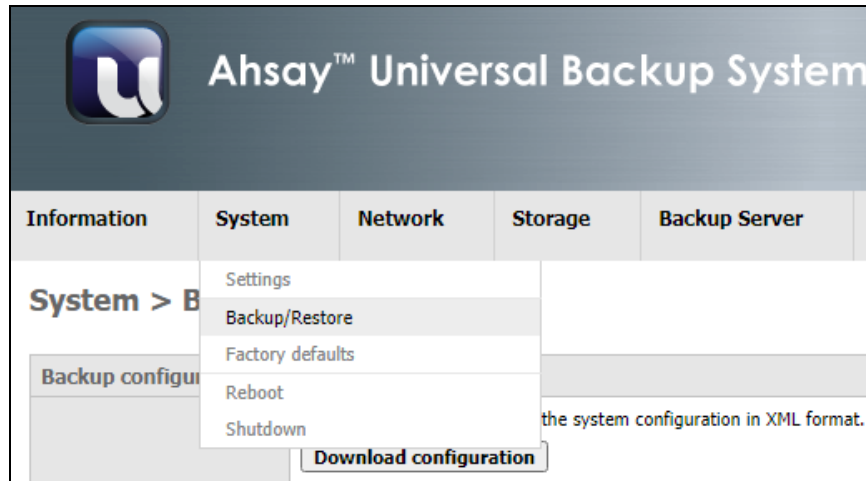 Ahsay™ Universal Backup System
Information System Network Storage Backup Server
Settings
System > B
Backup/Restore
Factory defaults
Backup configu
Reboot
the system configuration in XML format.
Shutdown
Download configuration